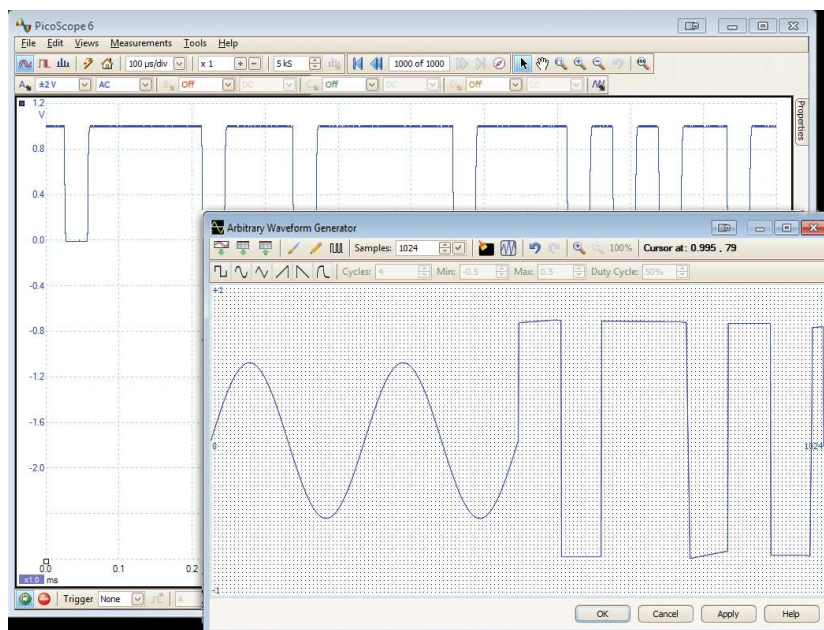 PicoScope 6
File Edit Views Measurements Tools Help
100 µs/div x 1 + - 5 kS 1000 of 1000
A ±2 V AC B Off DC C Off DC D Off DC
1.2
V
0.8
0.4
0.0
-0.4
-0.8
-1.2
-1.6
-2.0
0.0 0.1 0.2
x1.0 ms
Trigger None A
Properties
Arbitrary Waveform Generator
Samples: 1024 100% Cursor at: 0.995 , 79
Cycles: 4 Min: -0.5 Max: 0.5 Duty Cycle: 50%
+1
0 1024
-1
OK Cancel Apply Help